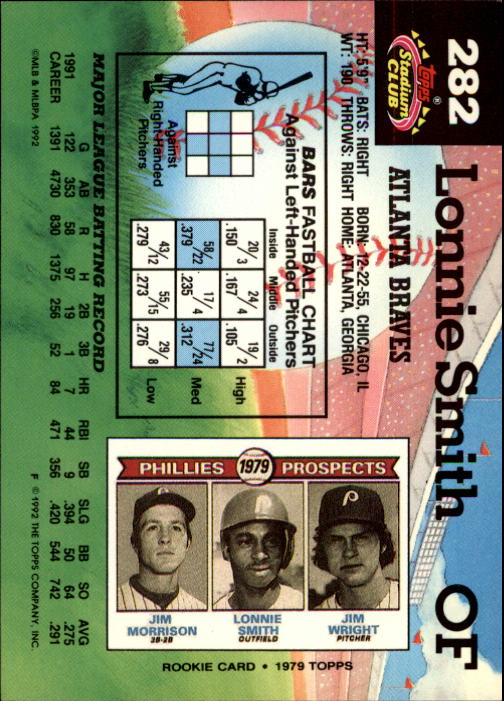 282
Topps
®
Stadium
CLUB
Lonnie Smith OF
ATLANTA BRAVES
HT: 5'9" BATS: RIGHT BORN: 12-22-55, CHICAGO, IL
WT: 190 THROWS: RIGHT HOME: ATLANTA, GEORGIA
BARS FASTBALL CHART
Against Left-Handed Pitchers
Inside Middle Outside
20/3 24/4 19/2
.150 .167 .105 High
58/22 17/4 77/24
.379 .235 .312 Med
43/12 55/15 29/8
.279 .273 .276 Low
Against
Right-Handed
Pitchers
PHILLIES 1979 PROSPECTS
JIM MORRISON 3B-2B
LONNIE SMITH OUTFIELD
JIM WRIGHT PITCHER
ROOKIE CARD • 1979 TOPPS
MAJOR LEAGUE BATTING RECORD
G AB R H 2B 3B HR RBI SB SLG BB SO AVG
1991 122 353 58 97 19 1 7 44 9 .394 50 64 .275
CAREER 1391 4730 830 1375 256 52 84 471 356 .420 544 742 .291
©MLB & MLBPA 1992
F © 1992 THE TOPPS COMPANY, INC.